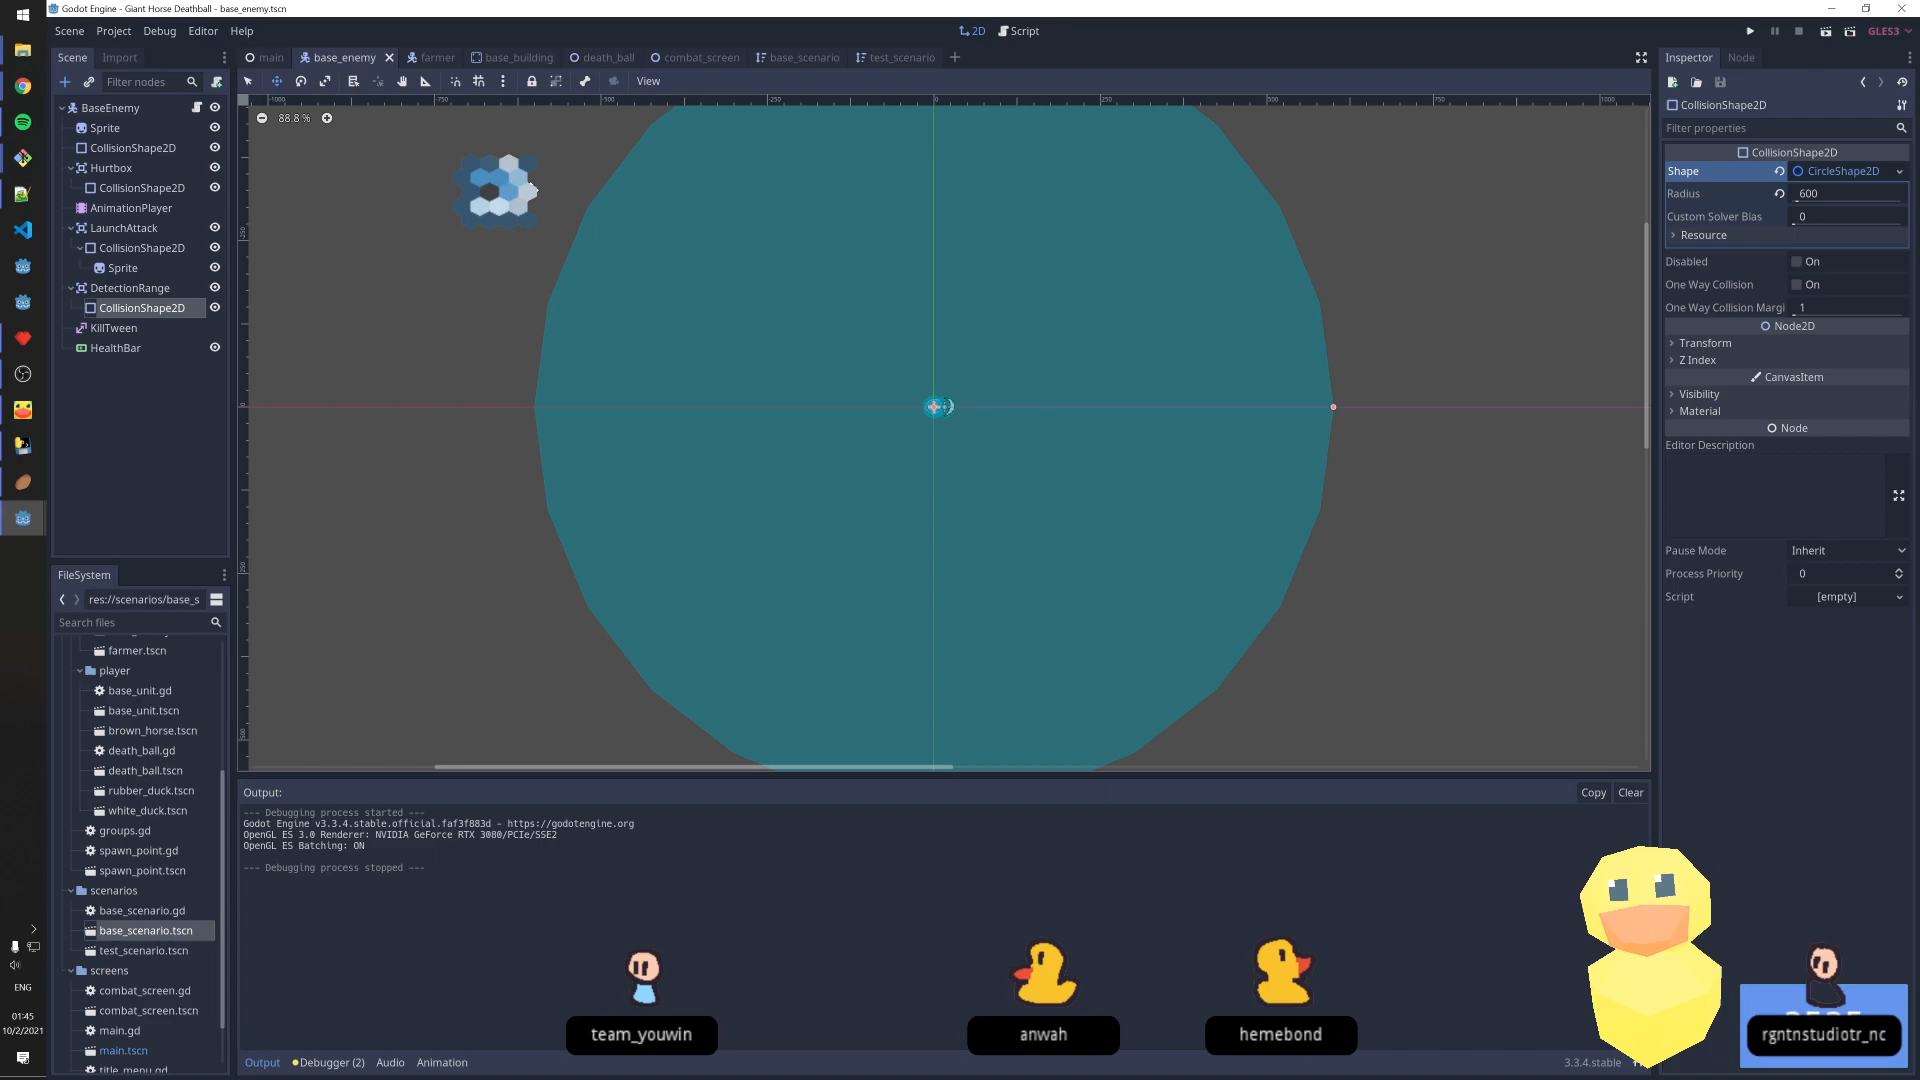 Godot Engine - Giant Horse Deathball - base_enemy.tscn
Scene Project Debug Editor Help
2D Script
GLES3
Scene Import
main base_enemy farmer base_building death_ball combat_screen base_scenario test_scenario
Inspector Node
Filter nodes
View
CollisionShape2D
Filter properties
88.8 %
BaseEnemy
Sprite
CollisionShape2D
Hurtbox
CollisionShape2D
AnimationPlayer
LaunchAttack
CollisionShape2D
Sprite
DetectionRange
CollisionShape2D
KillTween
HealthBar
CollisionShape2D
Shape CircleShape2D
Radius 600
Custom Solver Bias 0
Resource
Disabled On
One Way Collision On
One Way Collision Margi 1
Node2D
Transform
Z Index
CanvasItem
Visibility
Material
Node
Editor Description
Pause Mode Inherit
Process Priority 0
Script [empty]
FileSystem
res://scenarios/base_s
Search files
farmer.tscn
player
base_unit.gd
base_unit.tscn
brown_horse.tscn
death_ball.gd
death_ball.tscn
rubber_duck.tscn
white_duck.tscn
groups.gd
spawn_point.gd
spawn_point.tscn
scenarios
base_scenario.gd
base_scenario.tscn
test_scenario.tscn
screens
combat_screen.gd
combat_screen.tscn
main.gd
main.tscn
title_menu.gd
Output: Copy Clear
--- Debugging process started ---
Godot Engine v3.3.4.stable.official.faf3f883d - https://godotengine.org
OpenGL ES 3.0 Renderer: NVIDIA GeForce RTX 3080/PCIe/SSE2
OpenGL ES Batching: ON
--- Debugging process stopped ---
team_youwin
anwah
hemebond
rgntnstudiotr_nc
Output Debugger (2) Audio Animation
3.3.4.stable
ENG
01:45
10/2/2021